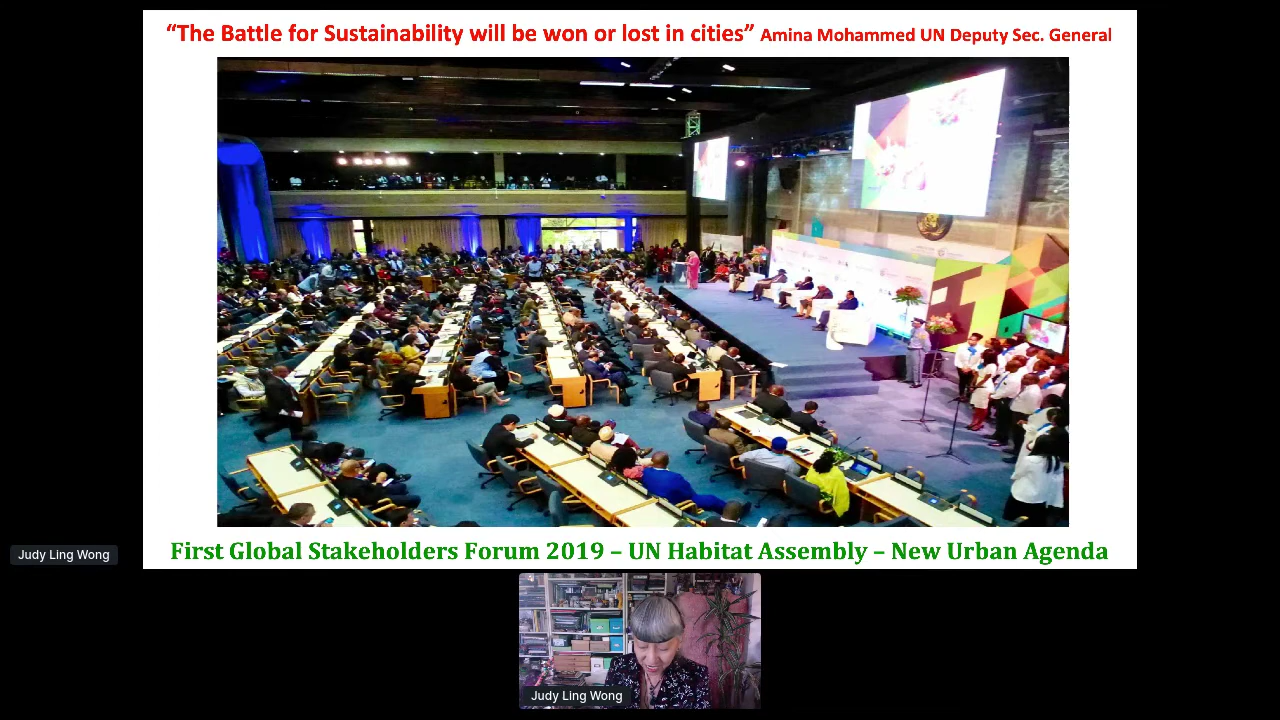 “The Battle for Sustainability will be won or lost in cities” Amina Mohammed UN Deputy Sec. General
First Global Stakeholders Forum 2019 – UN Habitat Assembly – New Urban Agenda
Judy Ling Wong
Judy Ling Wong